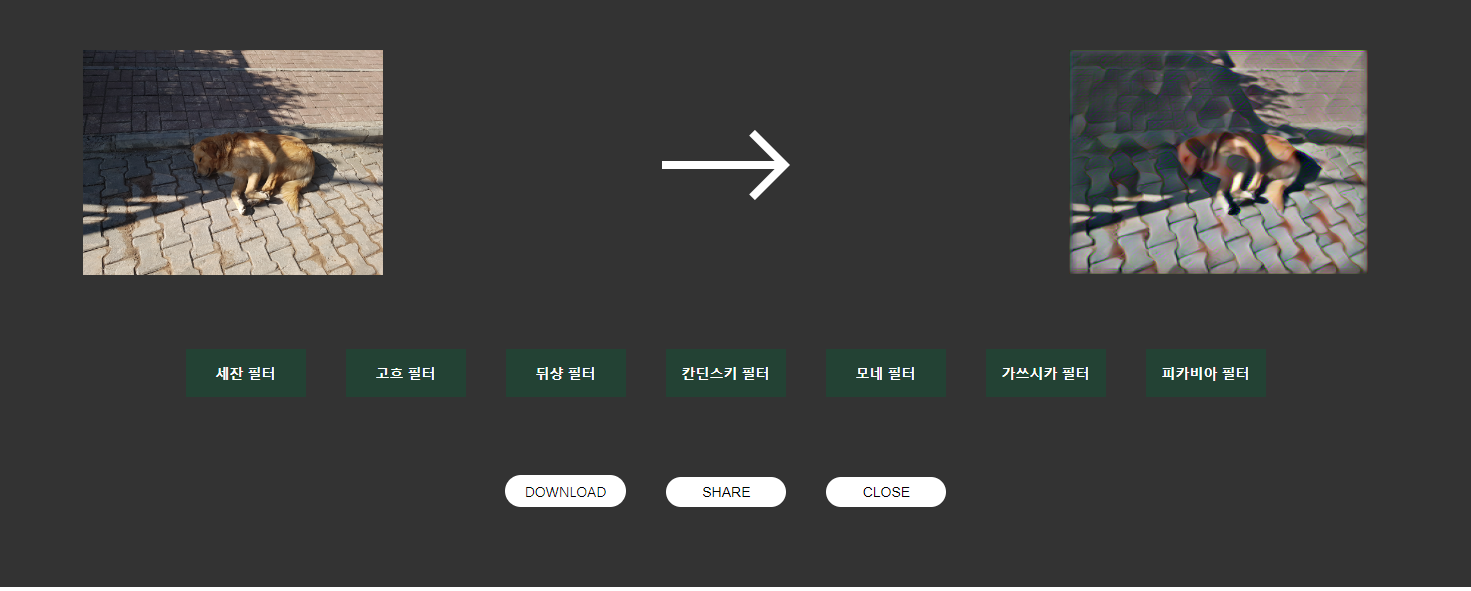 세잔 필터
고흐 필터
뒤샹 필터
칸딘스키 필터
모네 필터
가쓰시카 필터
피카비아 필터
DOWNLOAD
SHARE
CLOSE